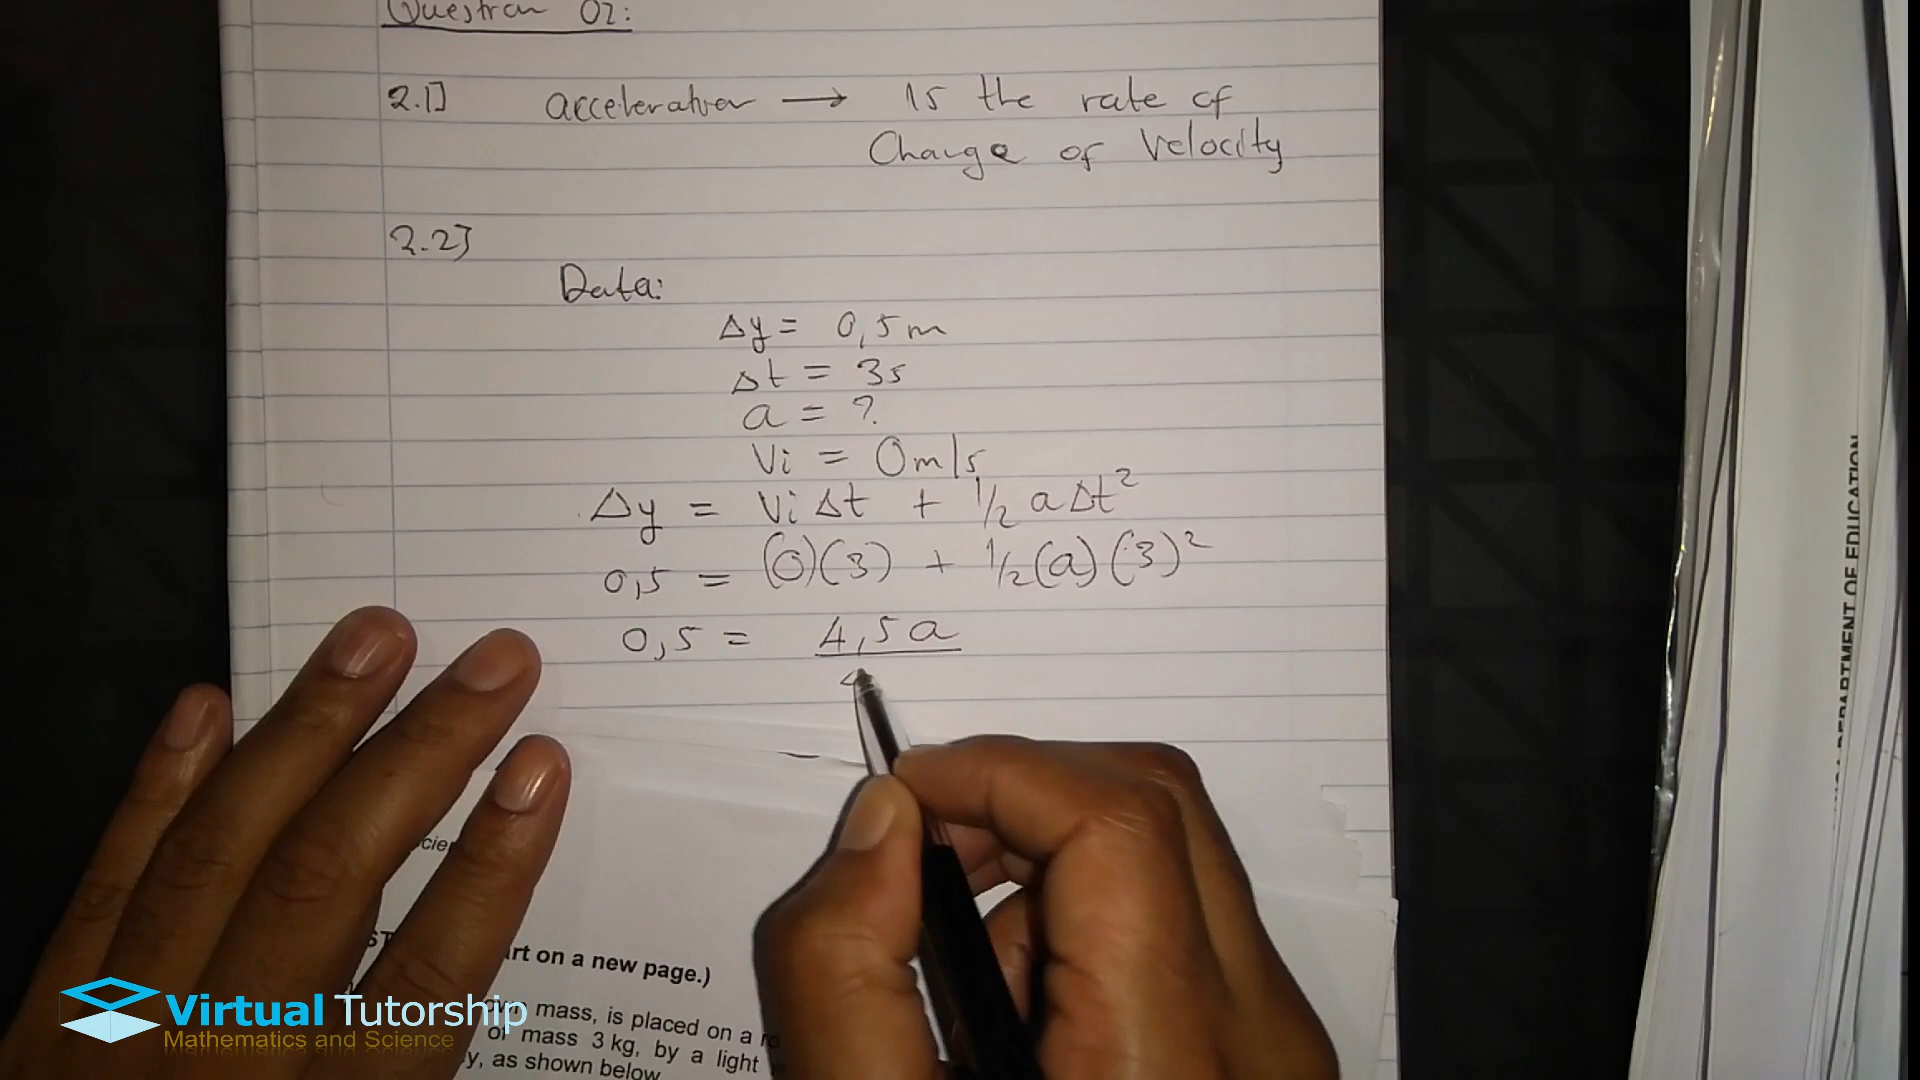 Question 02:
2.1] acceleration → Is the rate of
Change of Velocity
2.2]
Data:
Δy = 0,5m
Δt = 3s
a = ?
Vi = 0m/s
Δy = ViΔt + 1/2 aΔt²
0,5 = (0)(3) + 1/2(a)(3)²
0,5 = 4,5a
DEPARTMENT OF EDUCATION
art on a new page.)
mass, is placed on a
of mass 3 kg, by a light
y, as shown below
Virtual Tutorship
Mathematics and Science